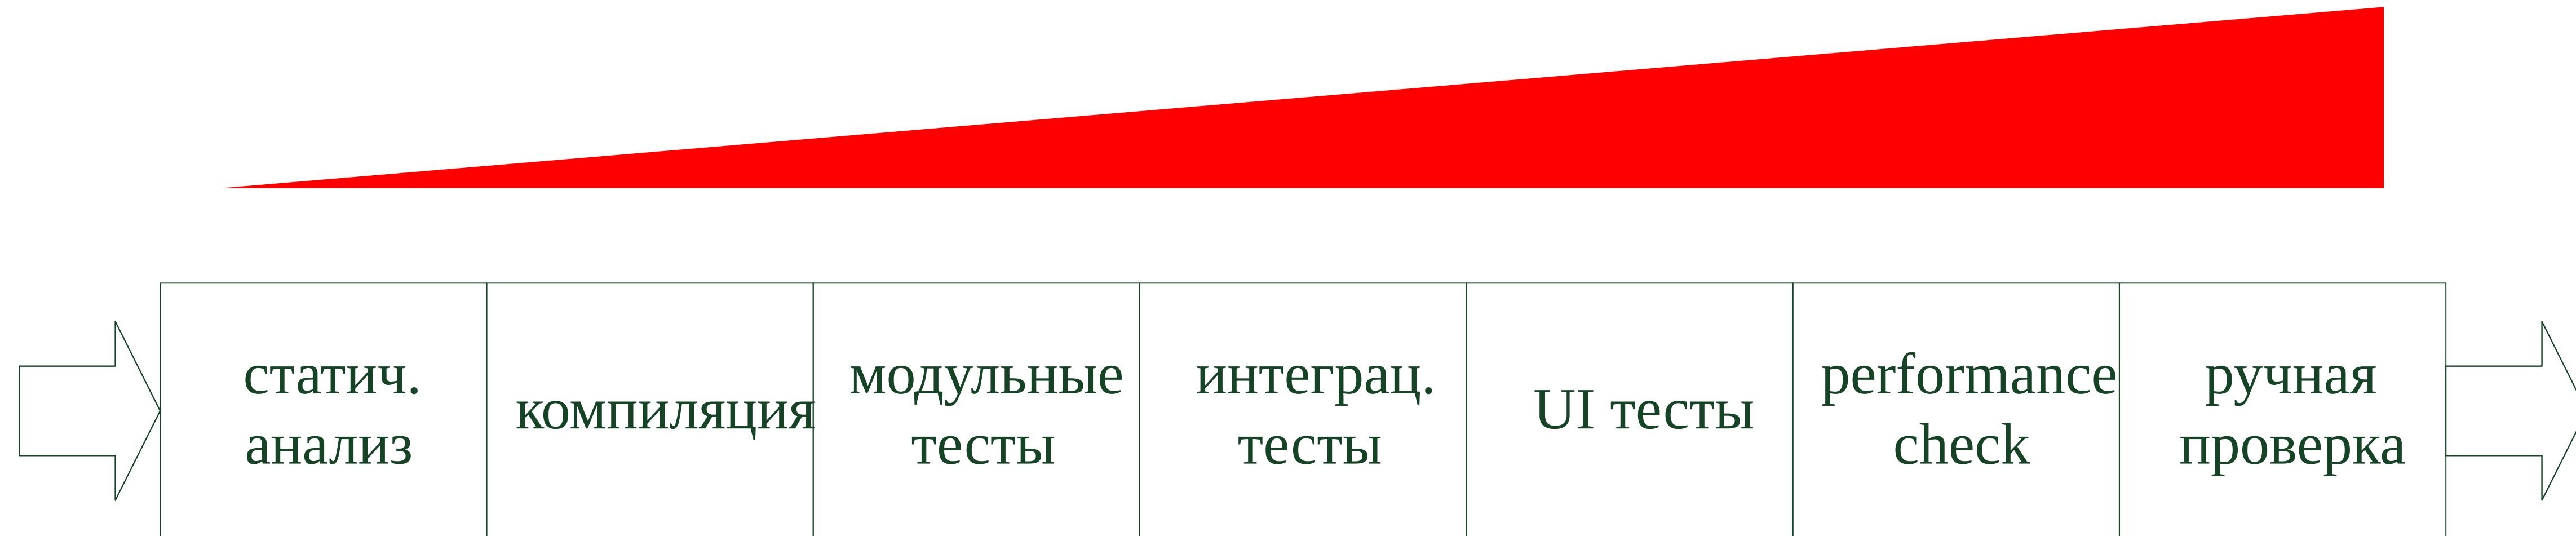 статич.
анализ
компиляция
модульные
тесты
интеграц.
тесты
UI тесты
performance
check
ручная
проверка